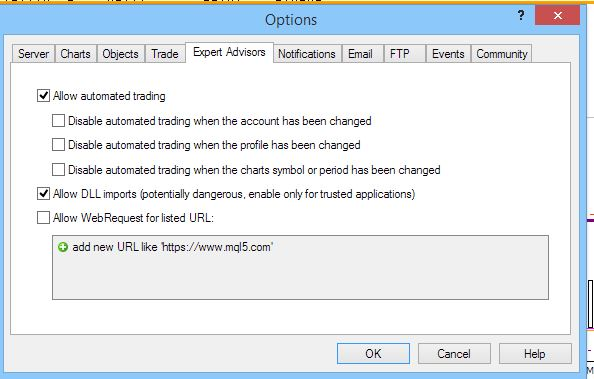 Options
?
Server Charts Objects Trade Expert Advisors Notifications Email FTP Events Community
Allow automated trading
Disable automated trading when the account has been changed
Disable automated trading when the profile has been changed
Disable automated trading when the charts symbol or period has been changed
Allow DLL imports (potentially dangerous, enable only for trusted applications)
Allow WebRequest for listed URL:
add new URL like 'https://www.mql5.com'
OK Cancel Help
M